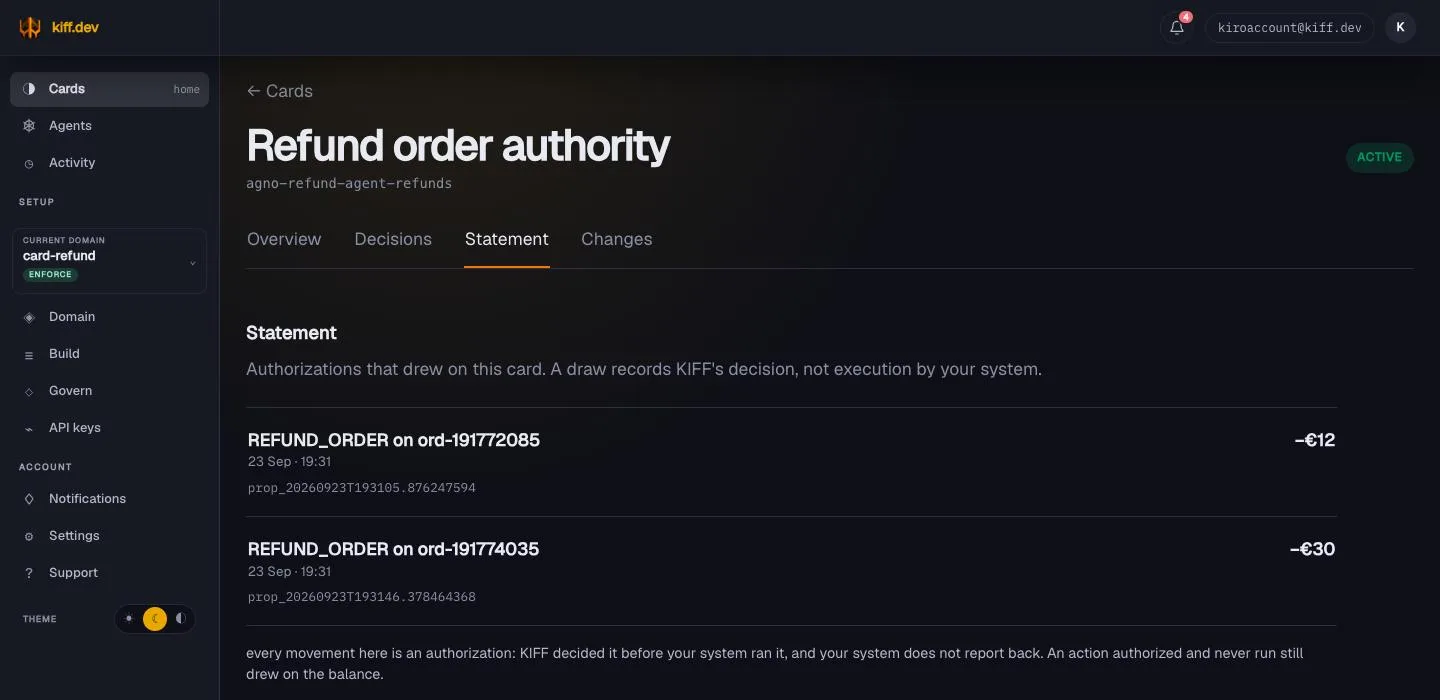 kiff.dev
4
kiroaccount@kiff.dev
K
Cards home
Agents
Activity
SETUP
CURRENT DOMAIN
card-refund
ENFORCE
Domain
Build
Govern
API keys
ACCOUNT
Notifications
Settings
? Support
THEME
← Cards
Refund order authority
agno-refund-agent-refunds
ACTIVE
Overview Decisions Statement Changes
Statement
Authorizations that drew on this card. A draw records KIFF's decision, not execution by your system.
REFUND_ORDER on ord-191772085 −€12
23 Sep · 19:31
prop_20260923T193105.876247594
REFUND_ORDER on ord-191774035 −€30
23 Sep · 19:31
prop_20260923T193146.378464368
every movement here is an authorization: KIFF decided it before your system ran it, and your system does not report back. An action authorized and never run still
drew on the balance.